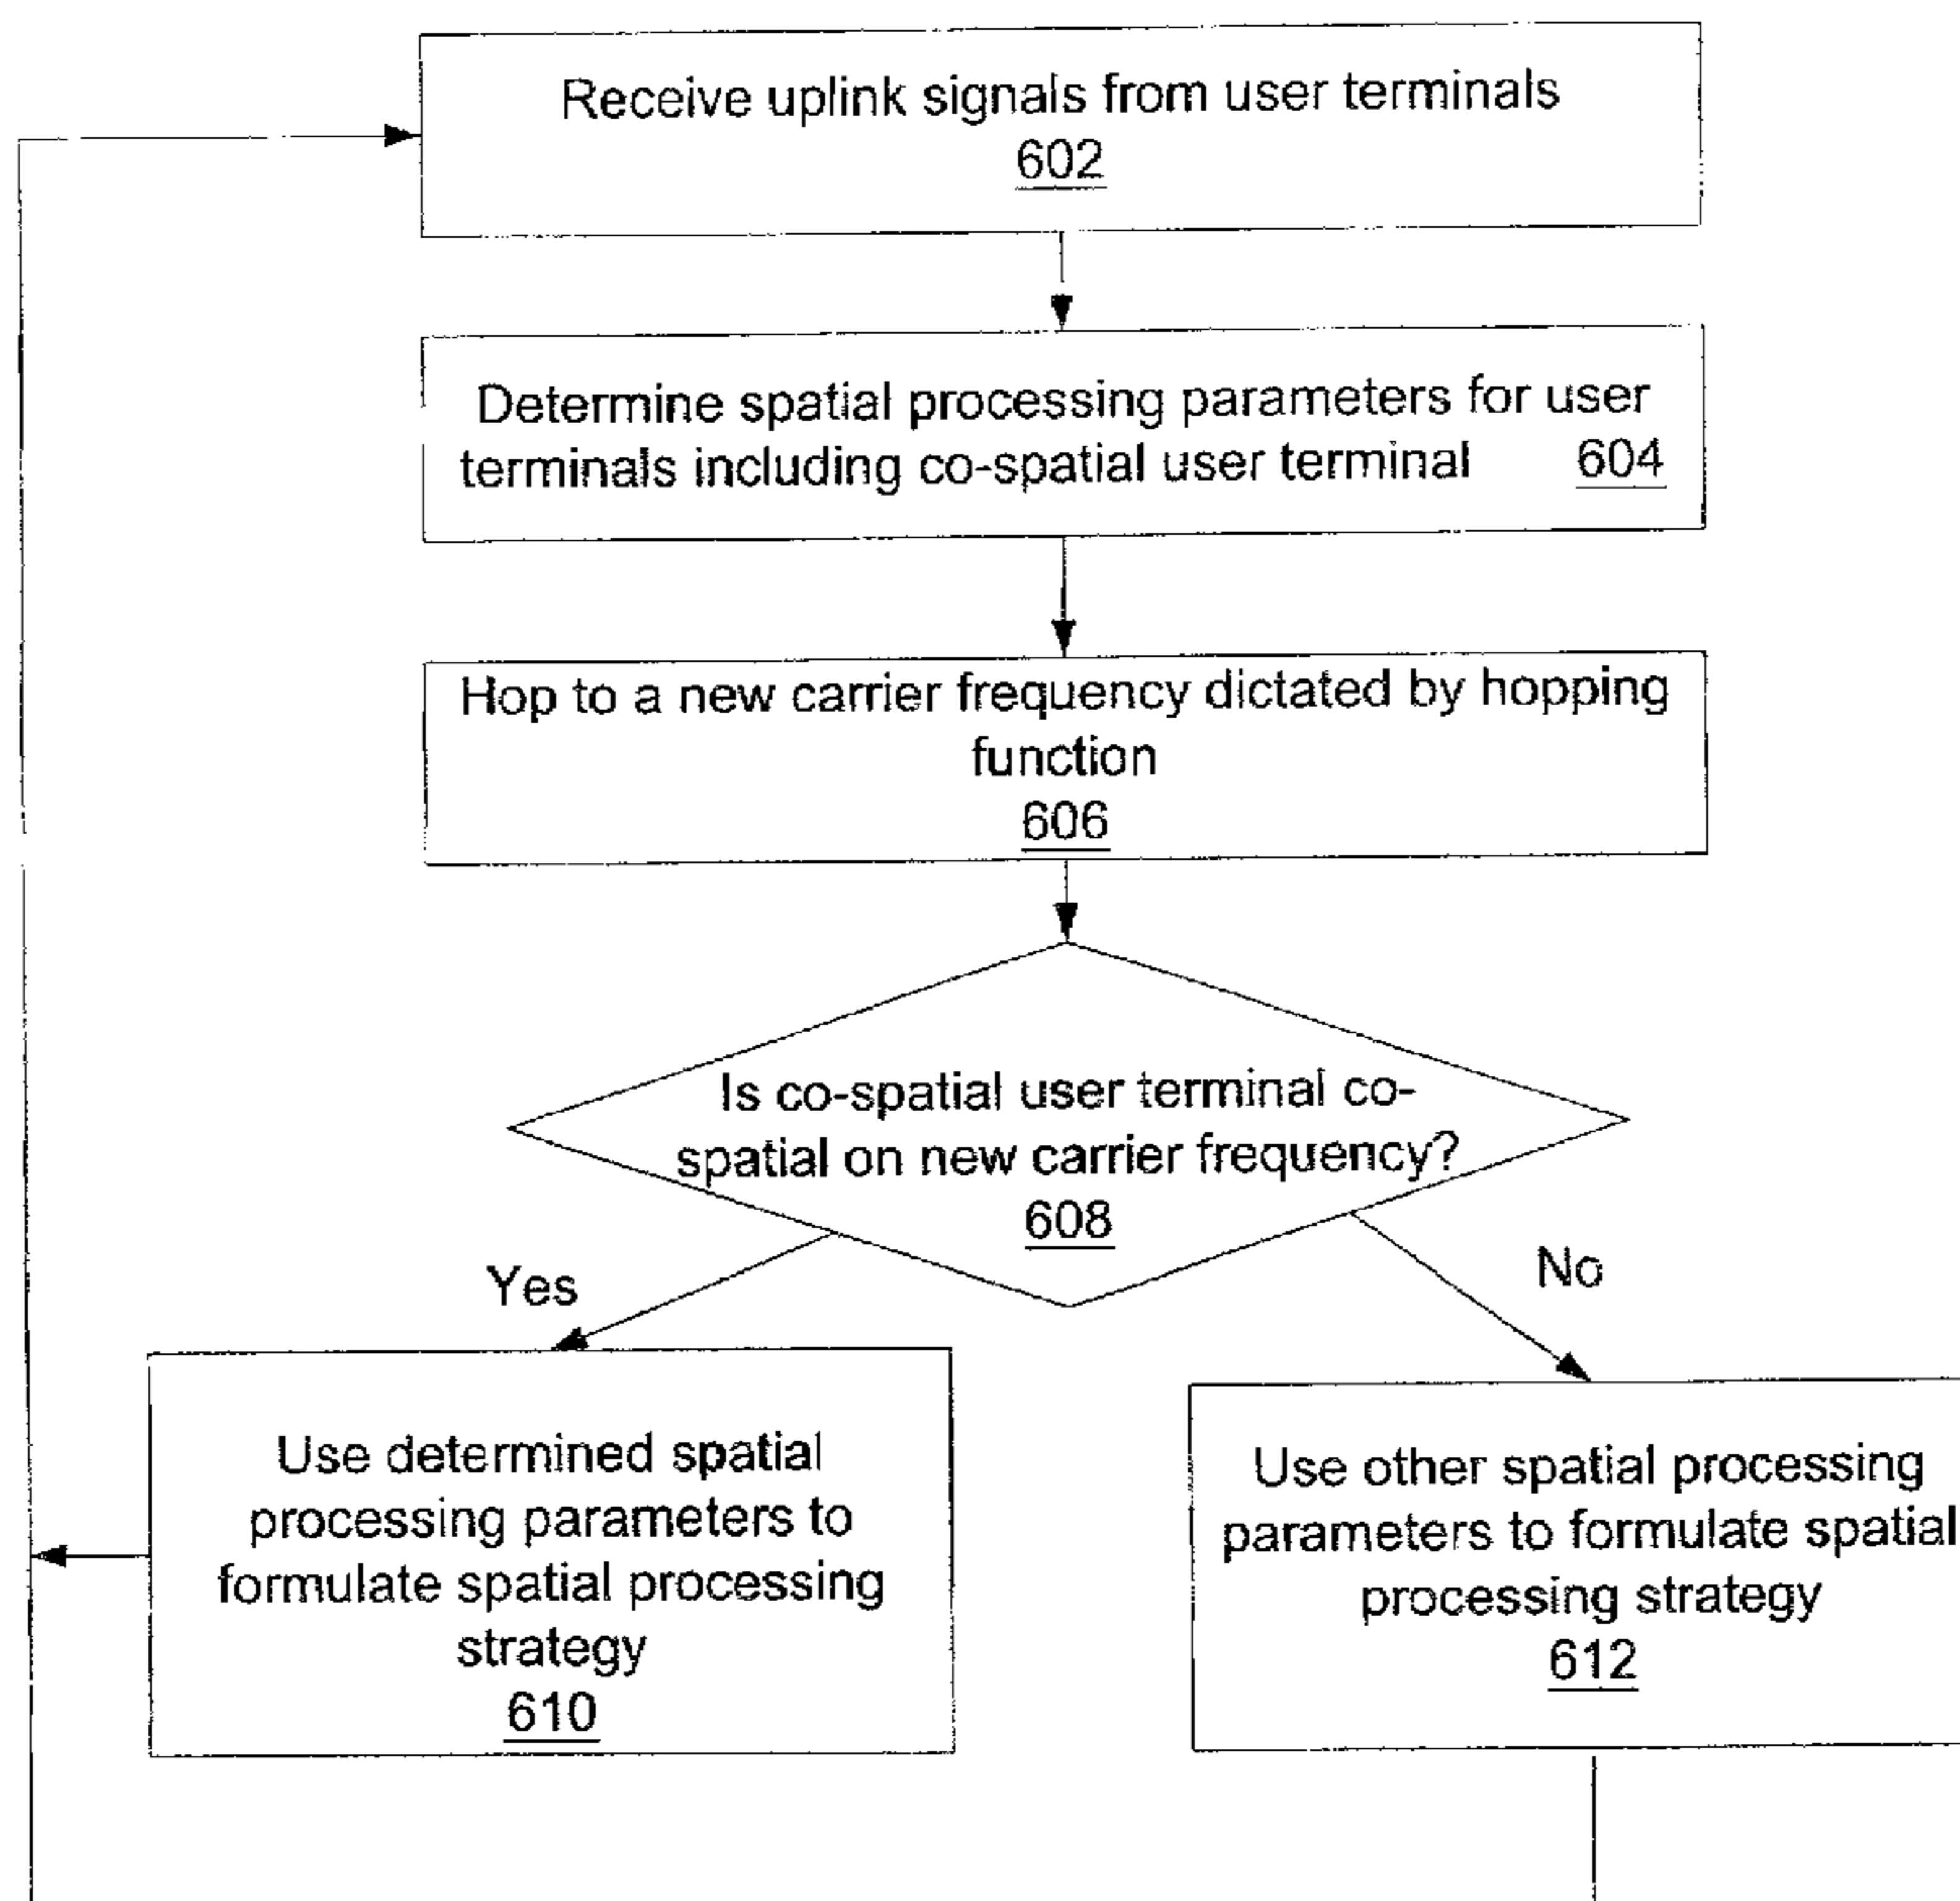 Receive uplink signals from user terminals
602
Determine spatial processing parameters for user
terminals including co-spatial user terminal 604
Hop to a new carrier frequency dictated by hopping
function
606
Is co-spatial user terminal co-
spatial on new carrier frequency?
608
Yes
No
Use determined spatial
processing parameters to
formulate spatial processing
strategy
610
Use other spatial processing
parameters to formulate spatial
processing strategy
612